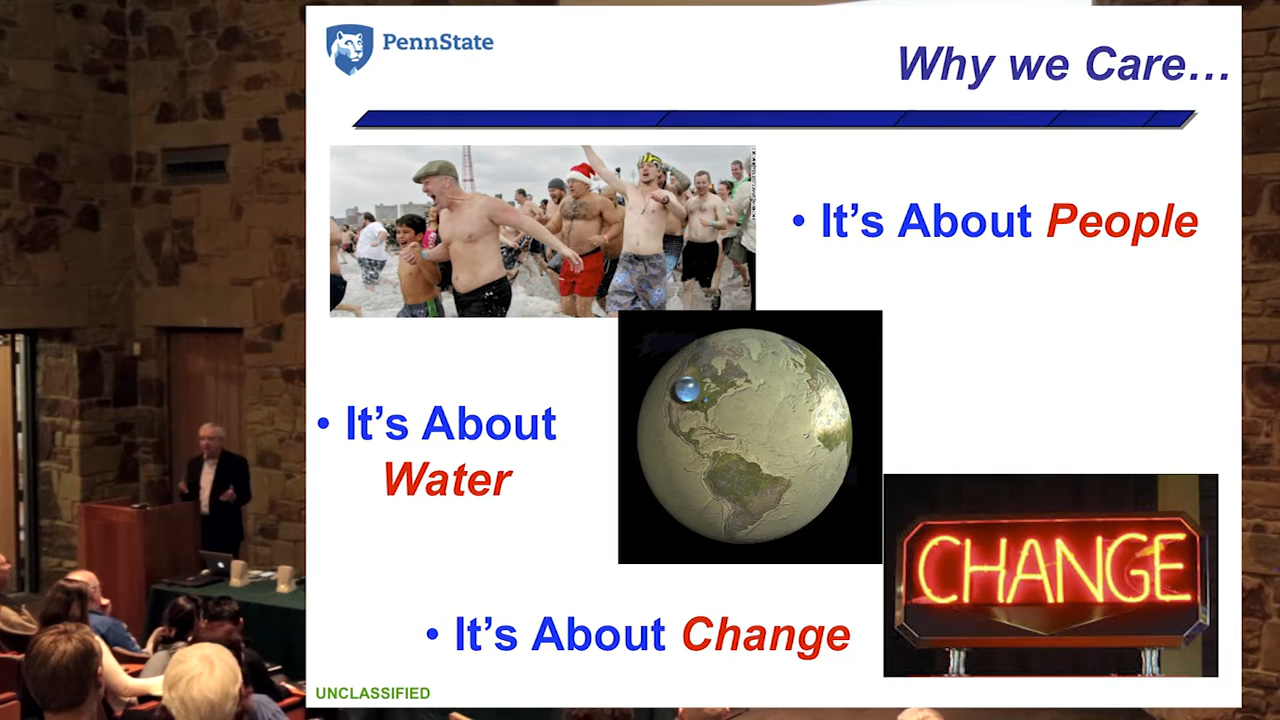 PennState
Why we Care…
• It's About People
• It's About
Water
CHANGE
• It's About Change
UNCLASSIFIED